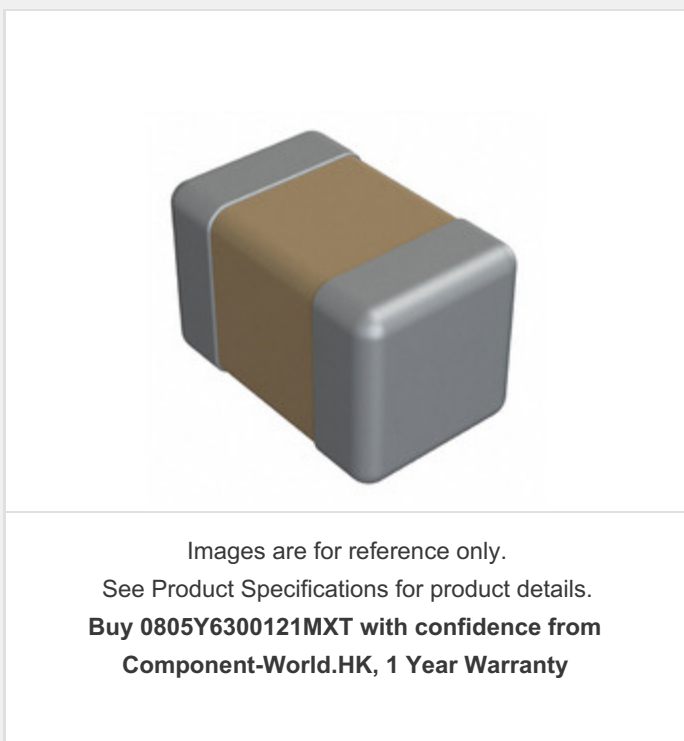 Images are for reference only.
See Product Specifications for product details.
Buy 0805Y6300121MXT with confidence from
Component-World.HK, 1 Year Warranty